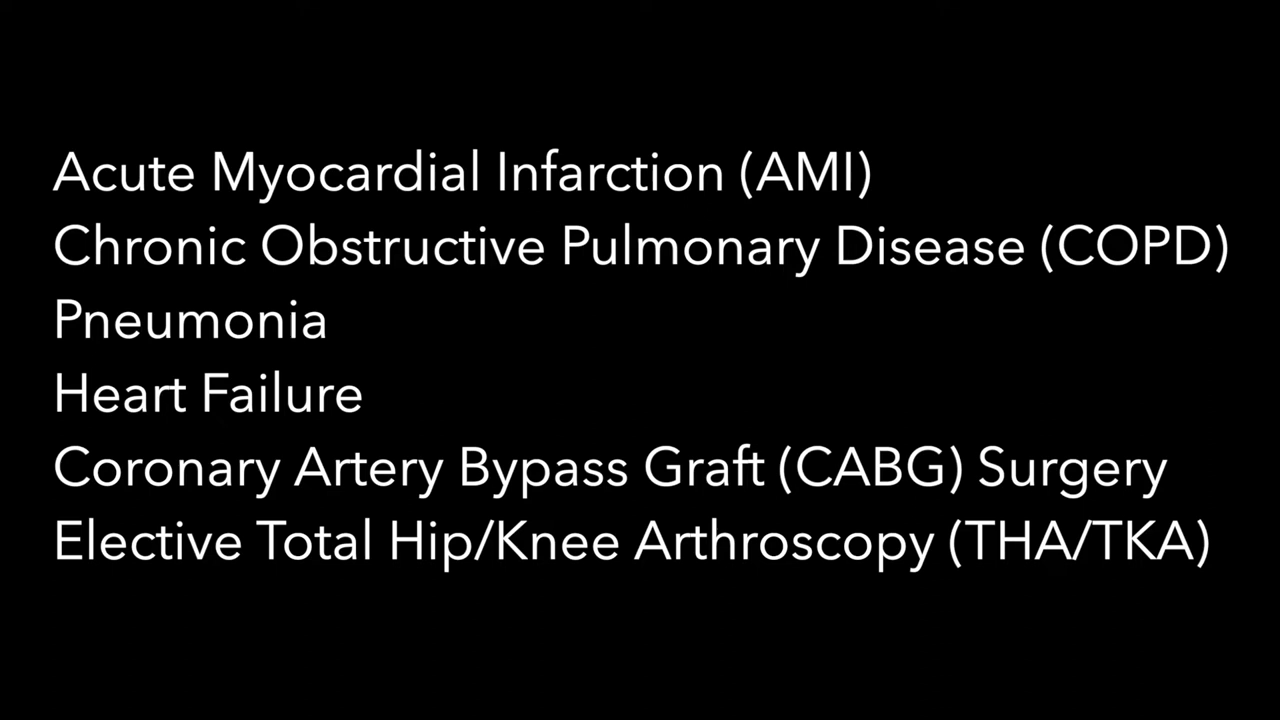 Acute Myocardial Infarction (AMI)
Chronic Obstructive Pulmonary Disease (COPD)
Pneumonia
Heart Failure
Coronary Artery Bypass Graft (CABG) Surgery
Elective Total Hip/Knee Arthroscopy (THA/TKA)